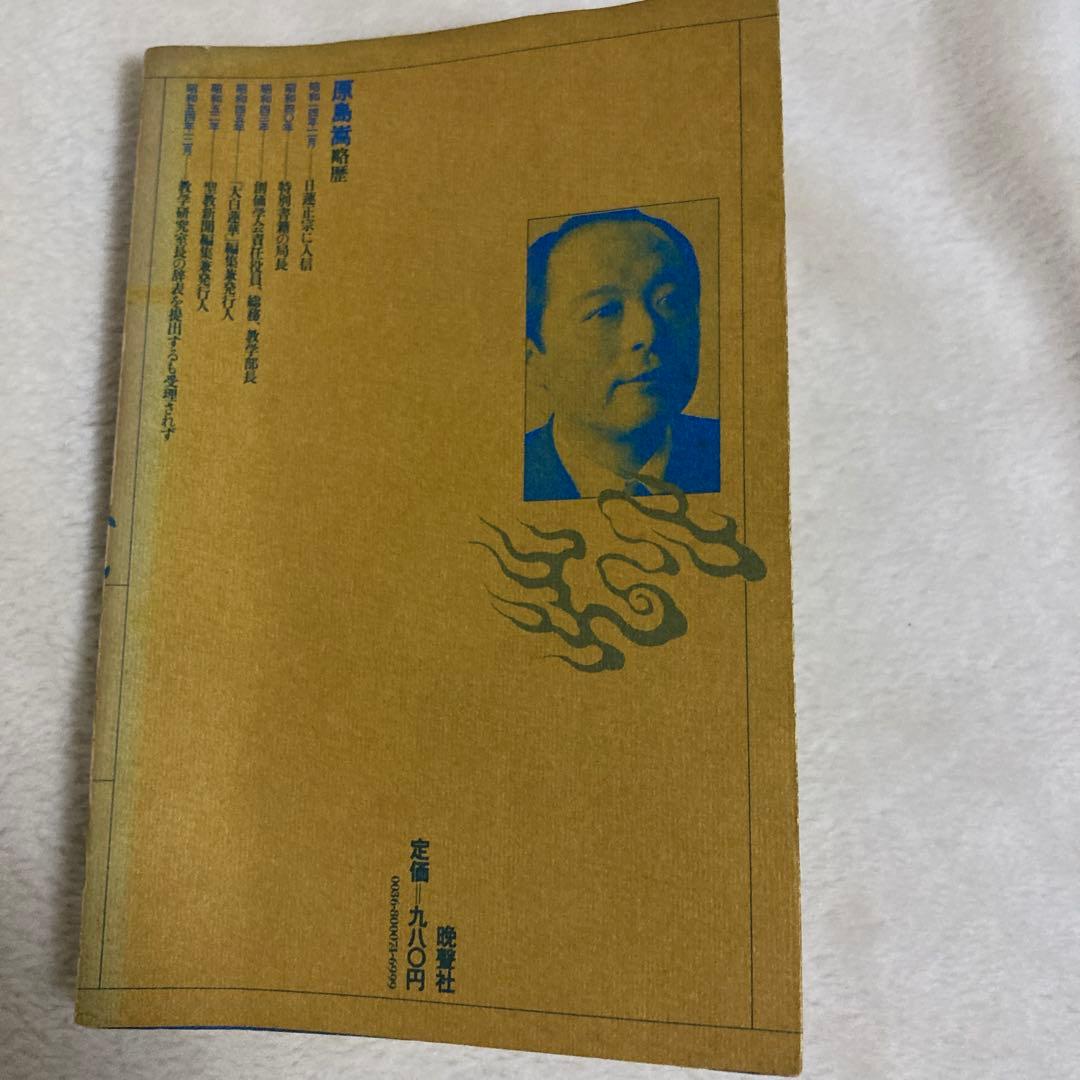 原島嵩略歴
昭和一四年一一月――日蓮正宗に入信
昭和四〇年――特別書籍の局長
昭和四三年――創価学会責任役員、総務、教学部長
昭和四五年――「大白蓮華」編集兼発行人
昭和五二年――聖教新聞編集兼発行人
昭和五四年一二月――教学研究室長の辞表を提出するも受理されず
晩聲社
定価=九八〇円
0036-800073-6999